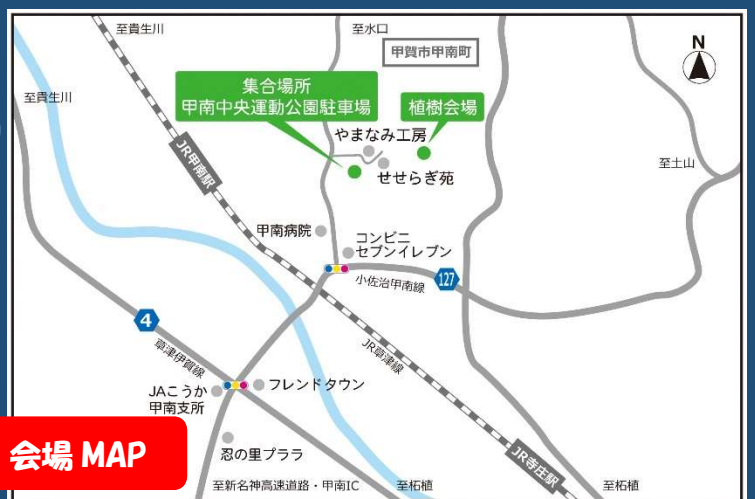 至貴生川
至水口
甲賀市甲南町
N
至貴生川
集合場所
甲南中央運動公園駐車場
植樹会場
やまなみ工房
せせらぎ苑
至土山
JR甲南駅
甲南病院
コンビニ
セブンイレブン
小佐治甲南線
127
4
草津伊賀線
JR草津線
JAこうか
甲南支所
フレンドタウン
忍の里プララ
JR寺庄駅
会場 MAP
至新名神高速道路・甲南IC
至柘植
至柘植